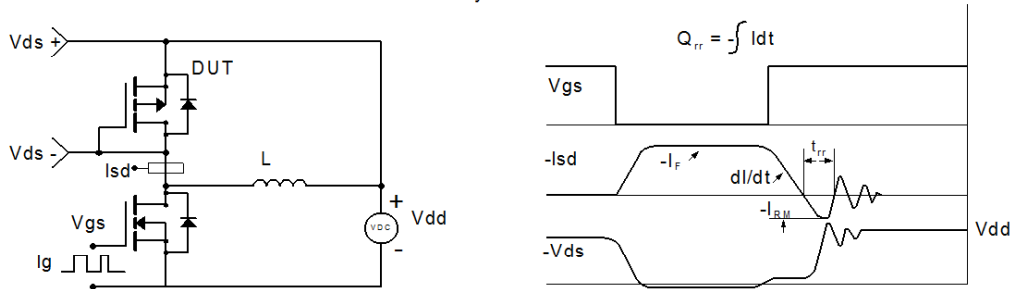 Vds +
DUT
Vds -
Isd
L
Vgs
+
VDC
-
Vdd
Ig
Qrr = -∫ Idt
Vgs
-Isd
-IF
dI/dt
trr
-IRM
Vdd
-Vds